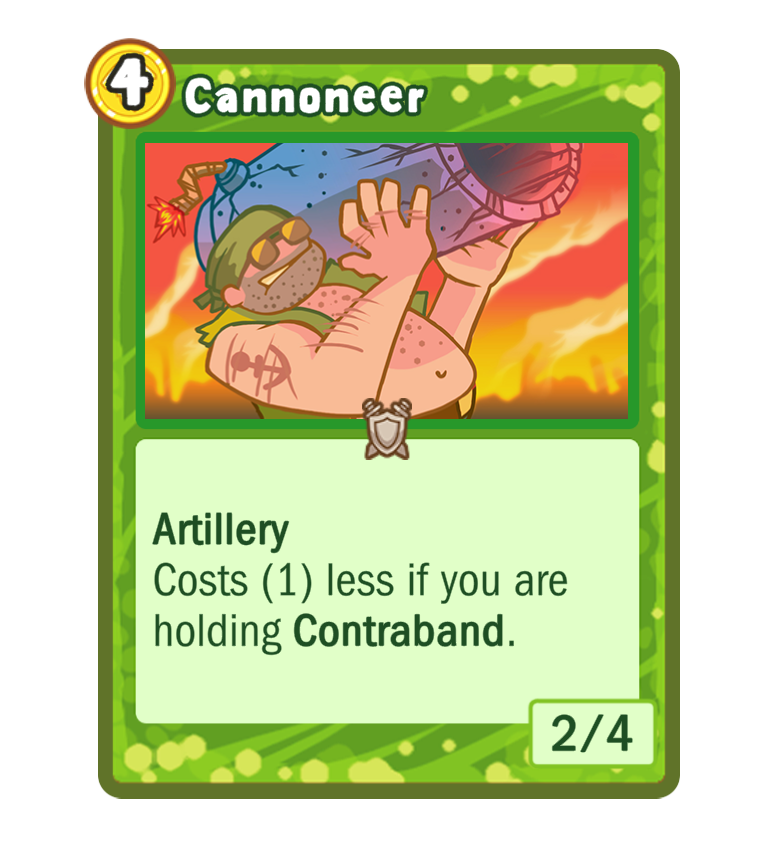 4
Cannoneer
Artillery
Costs (1) less if you are
holding Contraband.
2/4